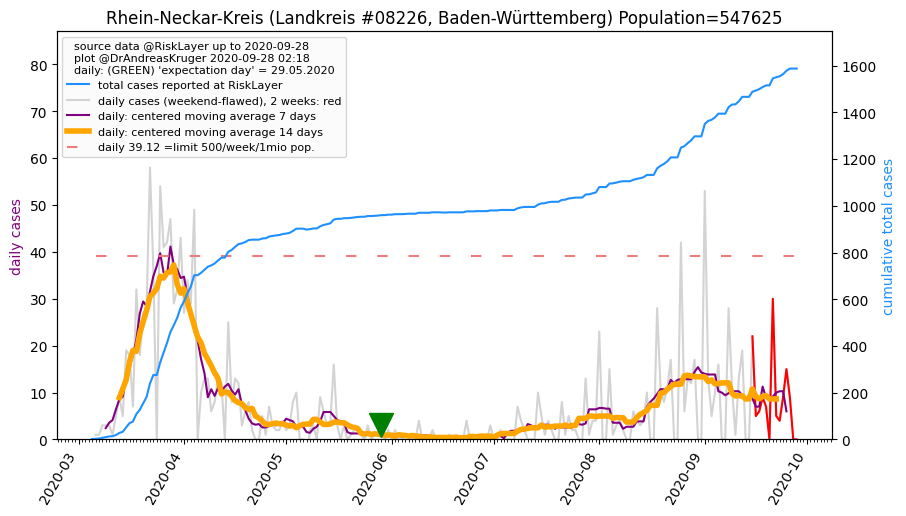 Rhein-Neckar-Kreis (Landkreis #08226, Baden-Württemberg) Population=547625
source data @RiskLayer up to 2020-09-28
plot @DrAndreasKruger 2020-09-28 02:18
daily: (GREEN) 'expectation day' = 29.05.2020
total cases reported at RiskLayer
daily cases (weekend-flawed), 2 weeks: red
daily: centered moving average 7 days
daily: centered moving average 14 days
daily 39.12 =limit 500/week/1mio pop.
daily cases
80
70
60
50
40
30
20
10
0
cumulative total cases
1600
1400
1200
1000
800
600
400
200
0
2020-03
2020-04
2020-05
2020-06
2020-07
2020-08
2020-09
2020-10